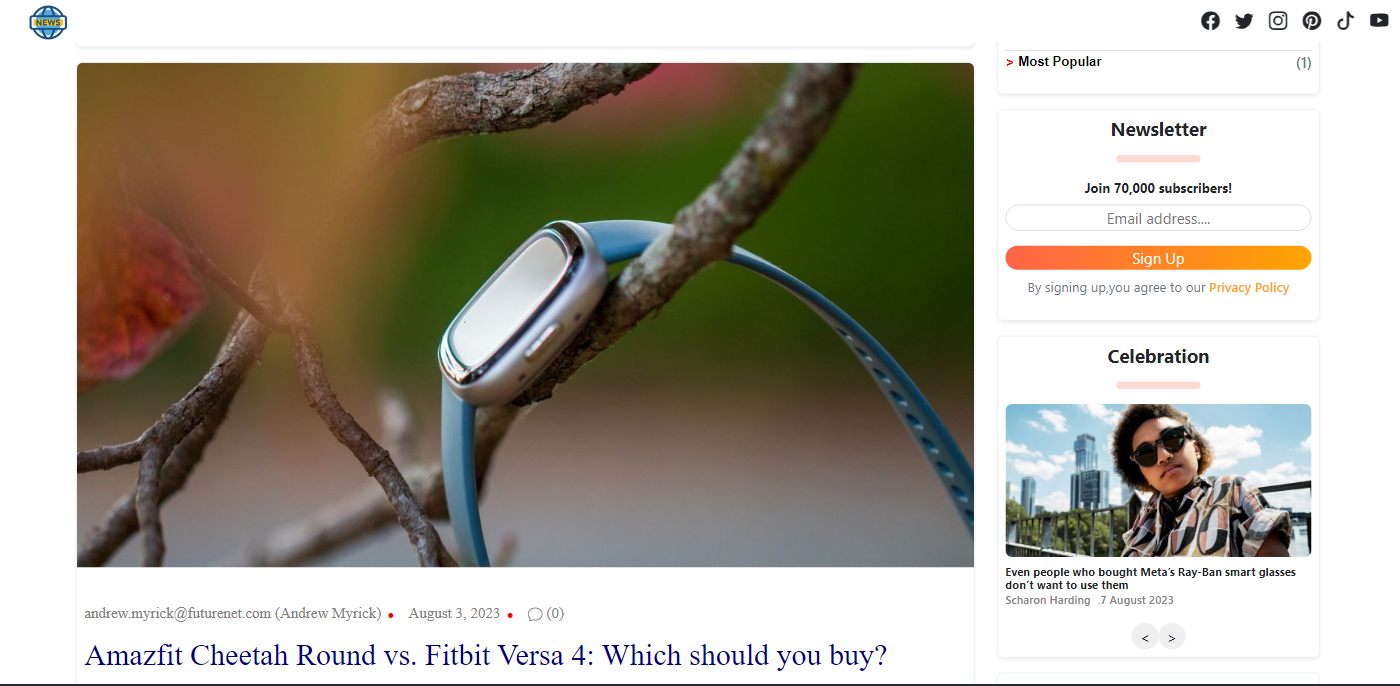 NEWS
> Most Popular (1)
Newsletter
Join 70,000 subscribers!
Email address....
Sign Up
By signing up,you agree to our Privacy Policy
Celebration
Even people who bought Meta's Ray-Ban smart glasses
don't want to use them
Scharon Harding .7 August 2023
< >
andrew.myrick@futurenet.com (Andrew Myrick) • August 3, 2023 • (0)
Amazfit Cheetah Round vs. Fitbit Versa 4: Which should you buy?